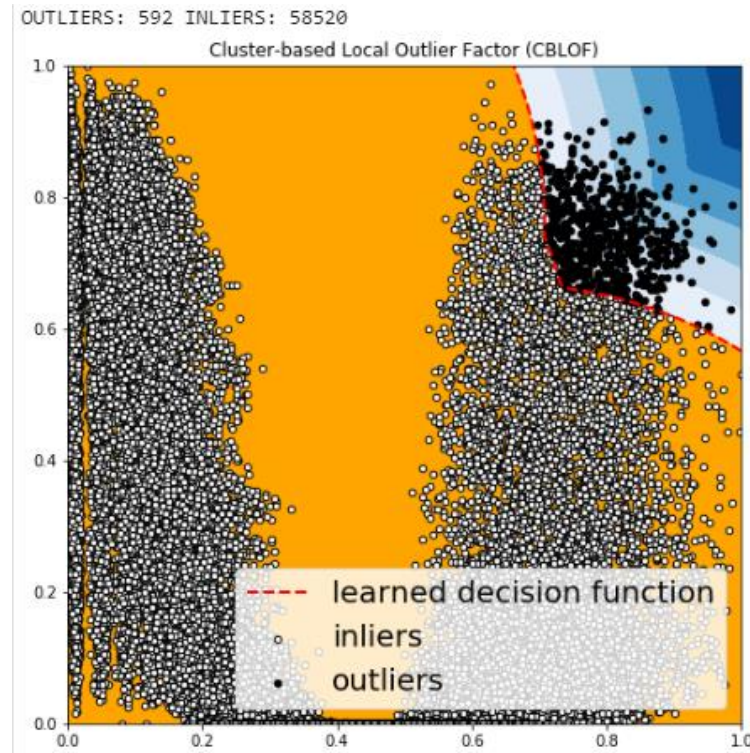 OUTLIERS: 592 INLIERS: 58520
Cluster-based Local Outlier Factor (CBLOF)
1.0
0.8
0.6
0.4
0.2
0.0
learned decision function
inliers
outliers
0.0 0.2 0.4 0.6 0.8 1.0